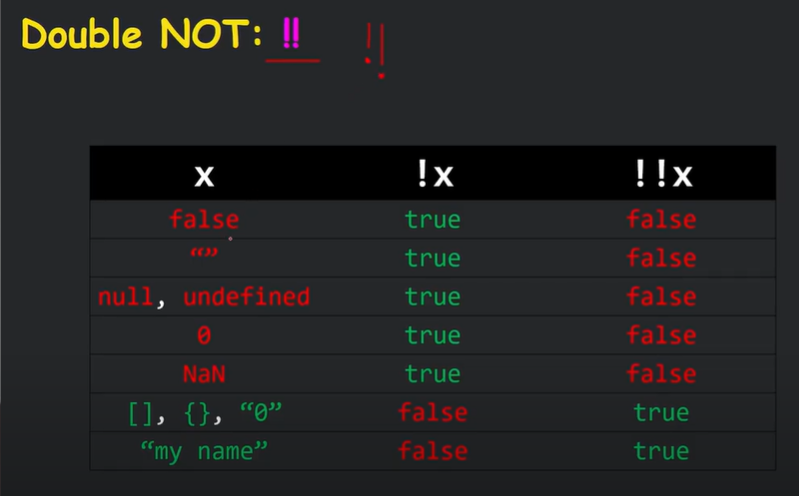 Double NOT: !! !!
x !x !!x
false true false
“” true false
null, undefined true false
0 true false
NaN true false
[], {}, “0” false true
“my name” false true